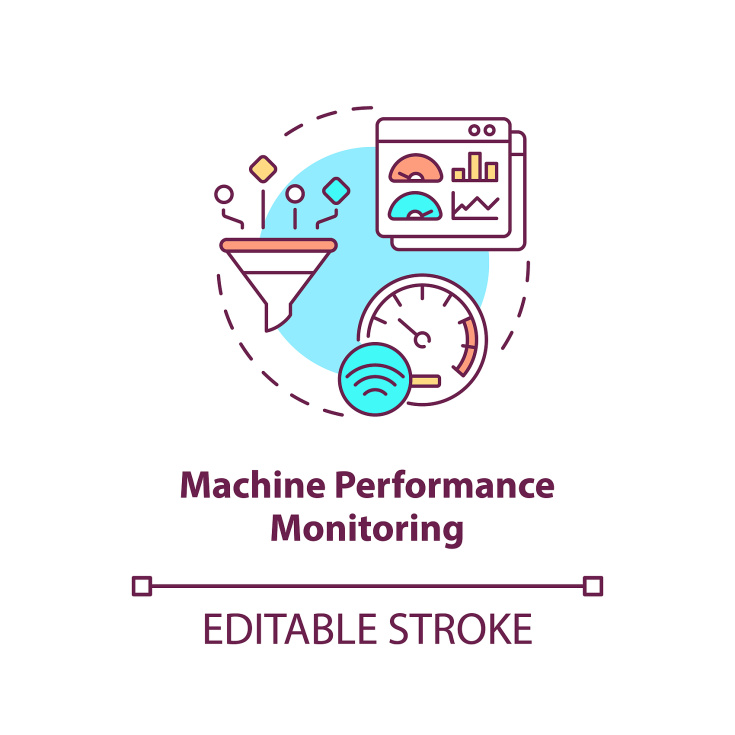 Machine Performance
Monitoring
EDITABLE STROKE